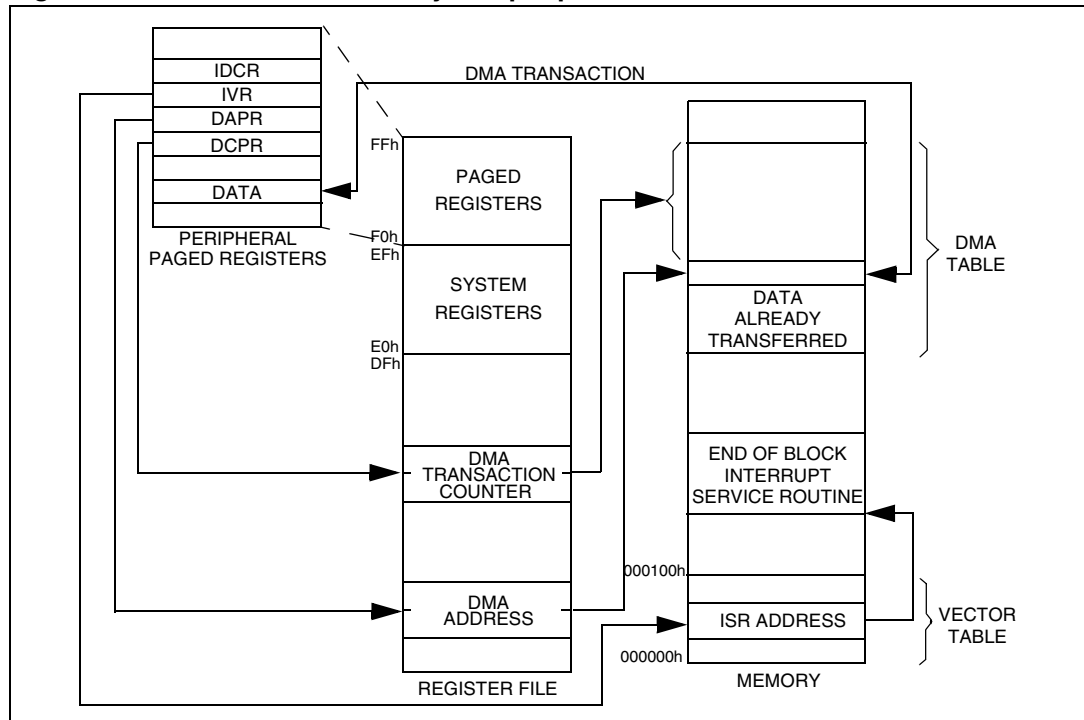 IDCR
IVR
DAPR
DCPR
DATA
PERIPHERAL
PAGED REGISTERS
DMA TRANSACTION
FFh
PAGED
REGISTERS
F0h
EFh
SYSTEM
REGISTERS
E0h
DFh
DMA
TRANSACTION
COUNTER
DMA
ADDRESS
REGISTER FILE
DMA
TABLE
DATA
ALREADY
TRANSFERRED
END OF BLOCK
INTERRUPT
SERVICE ROUTINE
000100h
ISR ADDRESS
VECTOR
TABLE
000000h
MEMORY